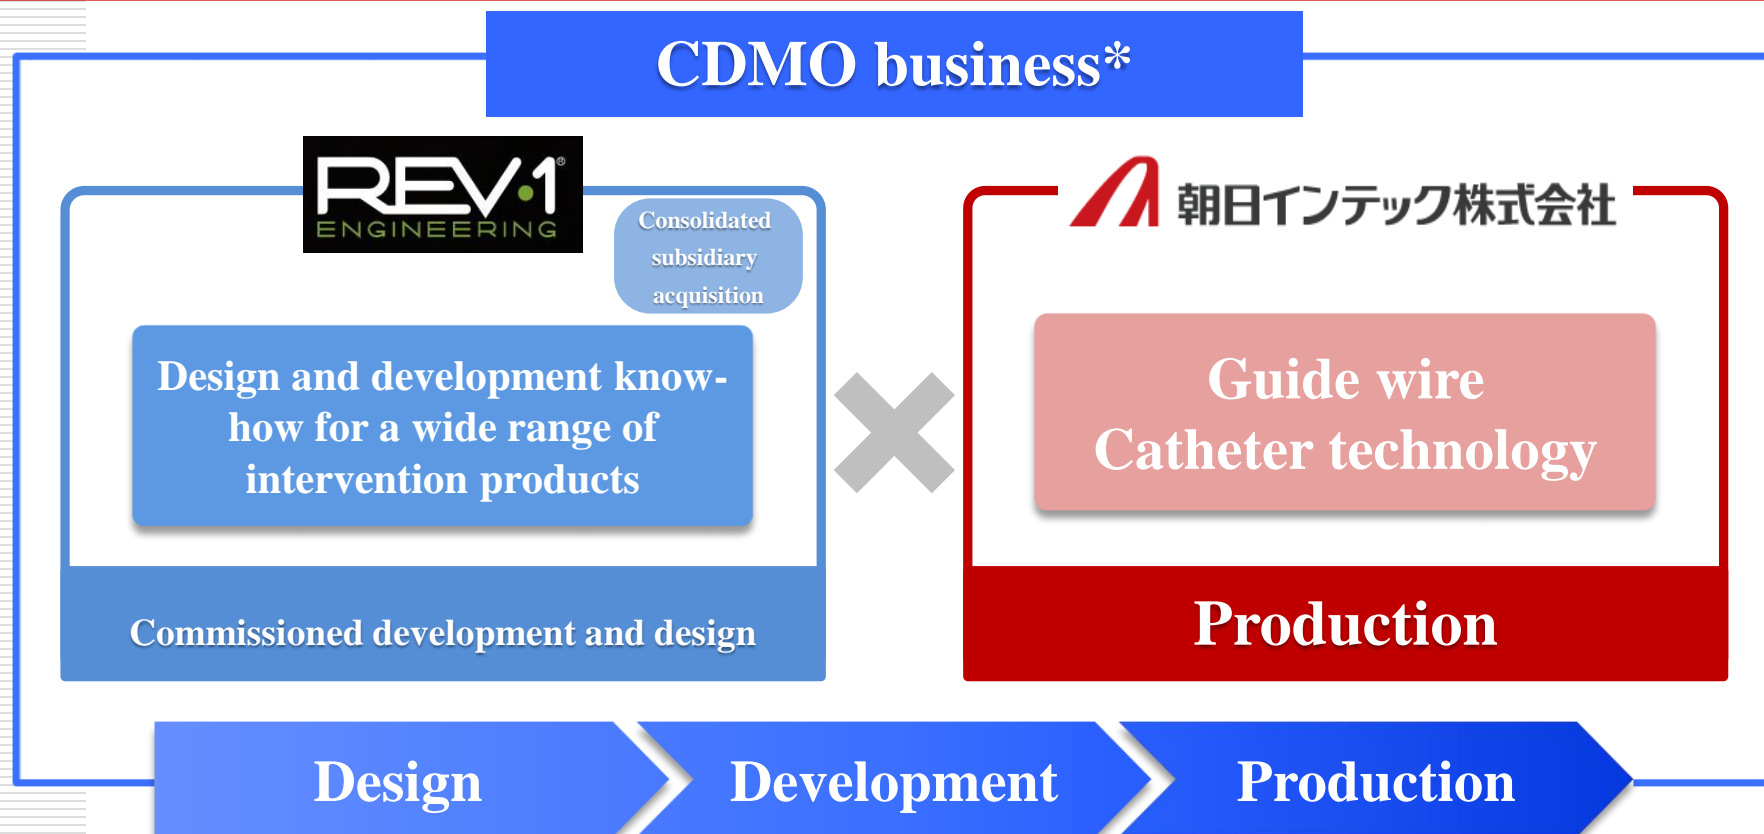 CDMO business*
REV·1®
ENGINEERING
Consolidated
subsidiary
acquisition
Design and development know-
how for a wide range of
intervention products
Commissioned development and design
朝日インテック株式会社
Guide wire
Catheter technology
Production
Design
Development
Production